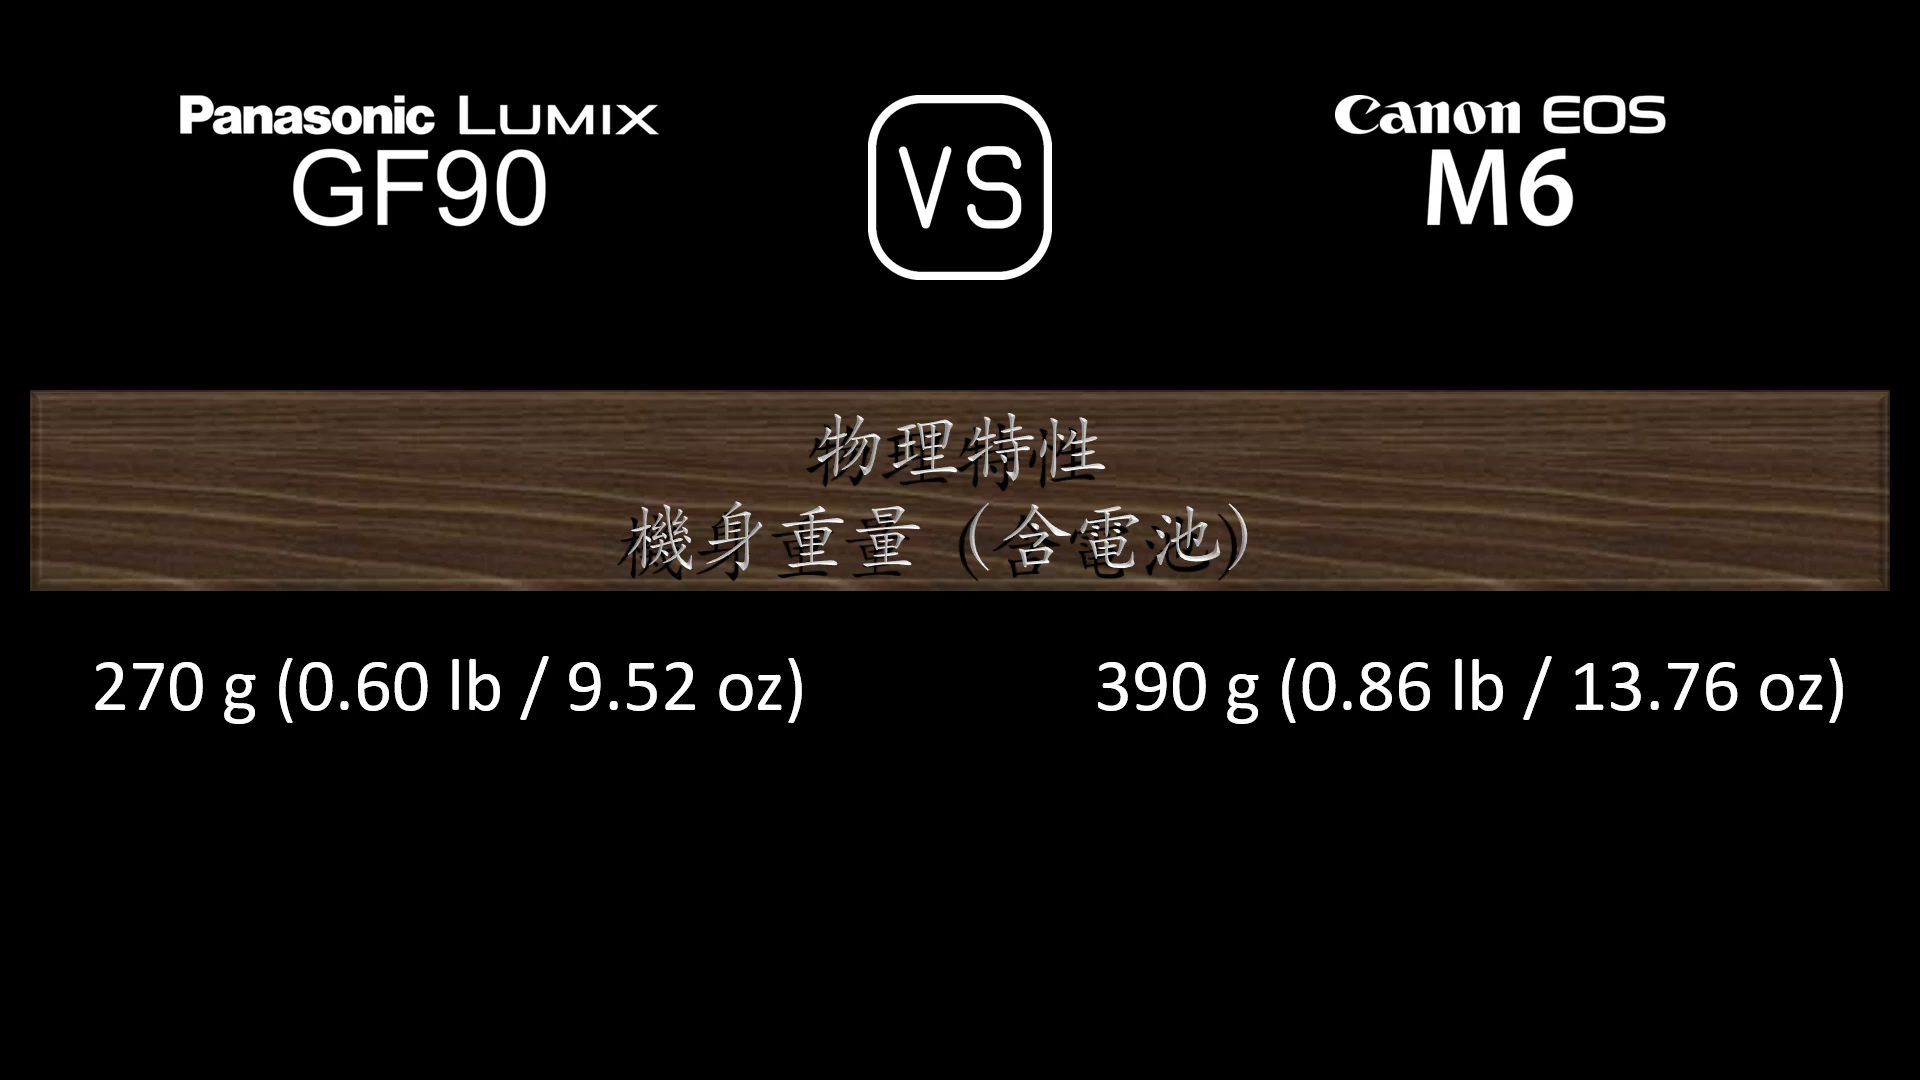 Panasonic LUMIX
GF90
VS
Canon EOS
M6
物理特性
機身重量（含電池）
270 g (0.60 lb / 9.52 oz)
390 g (0.86 lb / 13.76 oz)